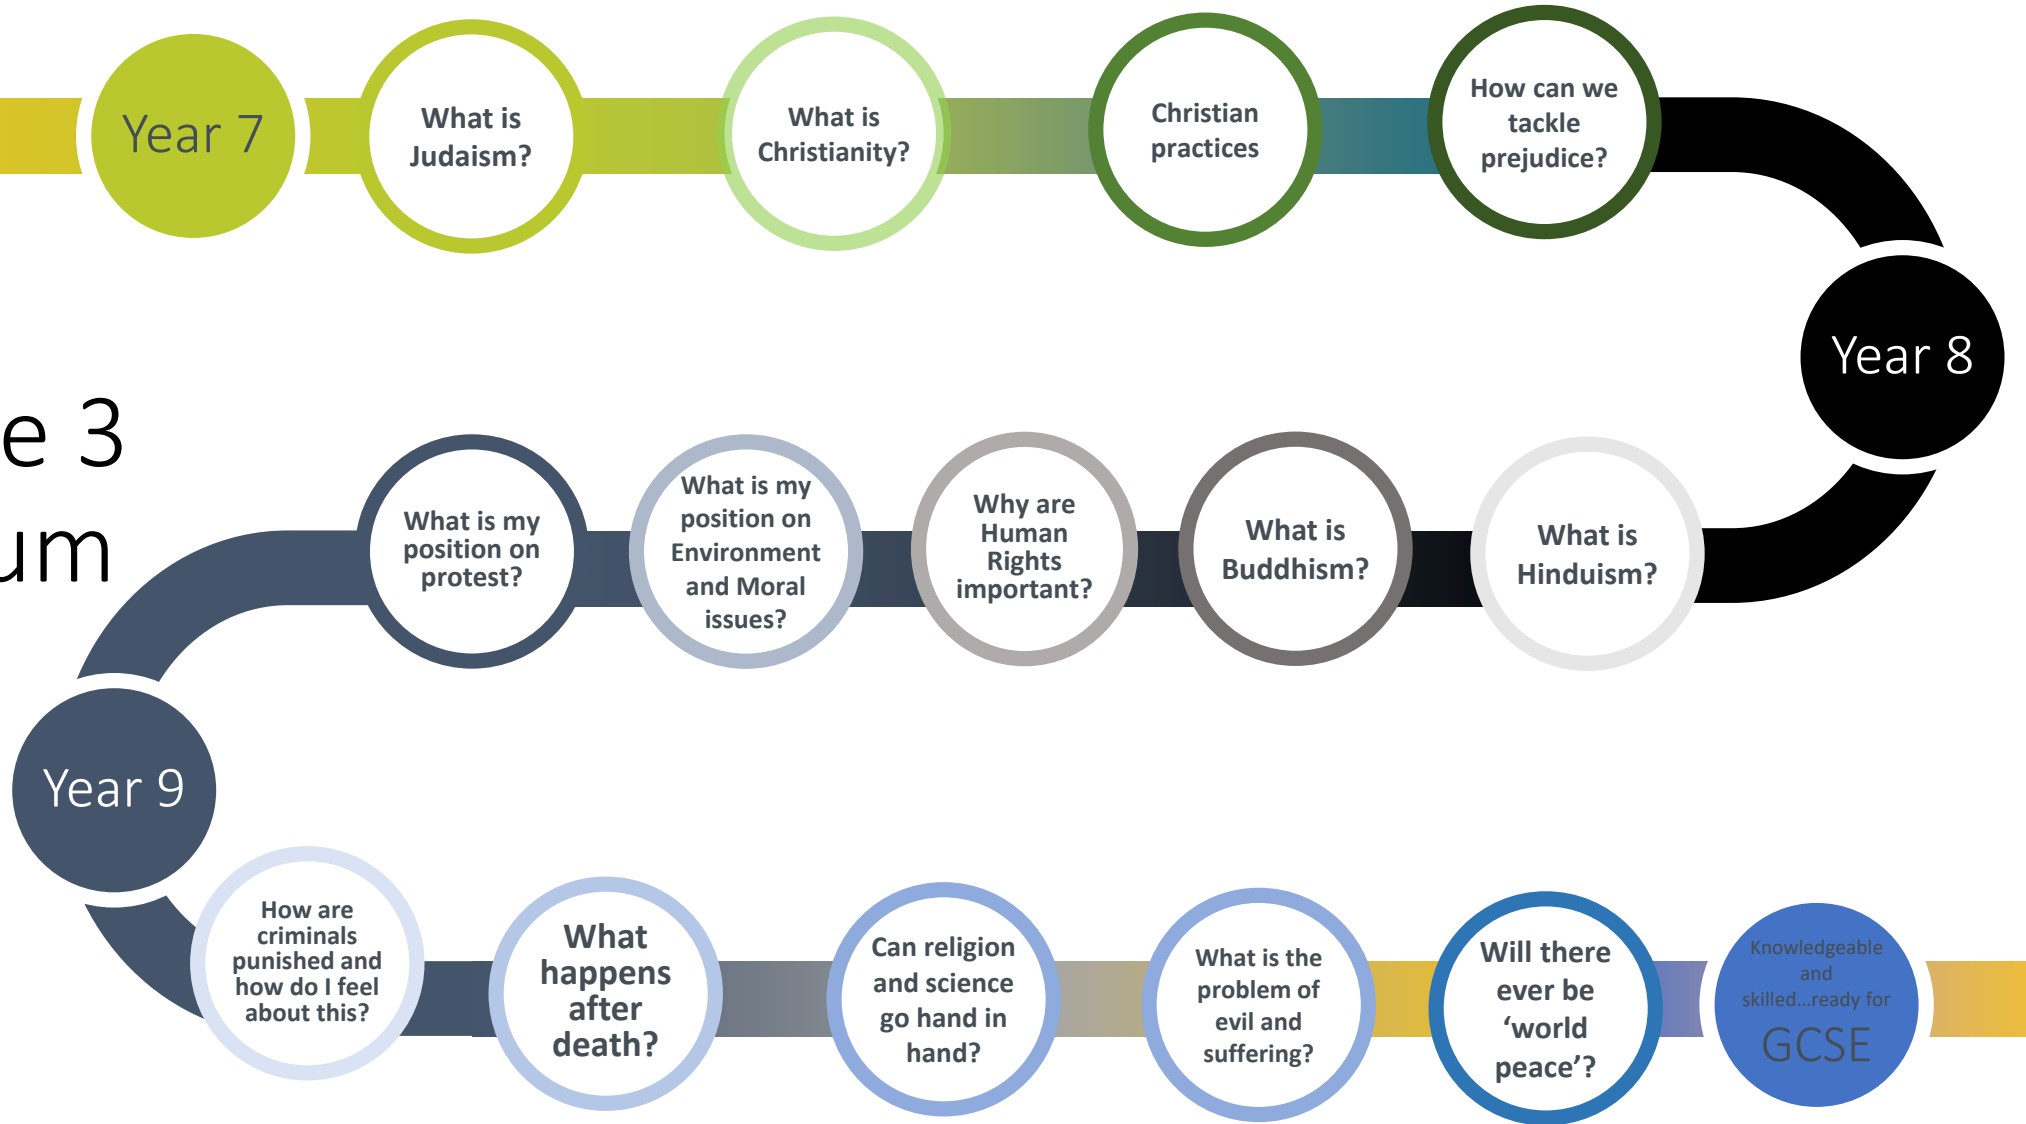 Year 7
What is
Judaism?
What is
Christianity?
Christian
practices
How can we
tackle
prejudice?
Year 8
e 3
um
What is
Hinduism?
What is
Buddhism?
Why are
Human
Rights
important?
What is my
position on
Environment
and Moral
issues?
What is my
position on
protest?
Year 9
How are
criminals
punished and
how do I feel
about this?
What
happens
after
death?
Can religion
and science
go hand in
hand?
What is the
problem of
evil and
suffering?
Will there
ever be
‘world
peace’?
Knowledgeable
and
skilled...ready for
GCSE